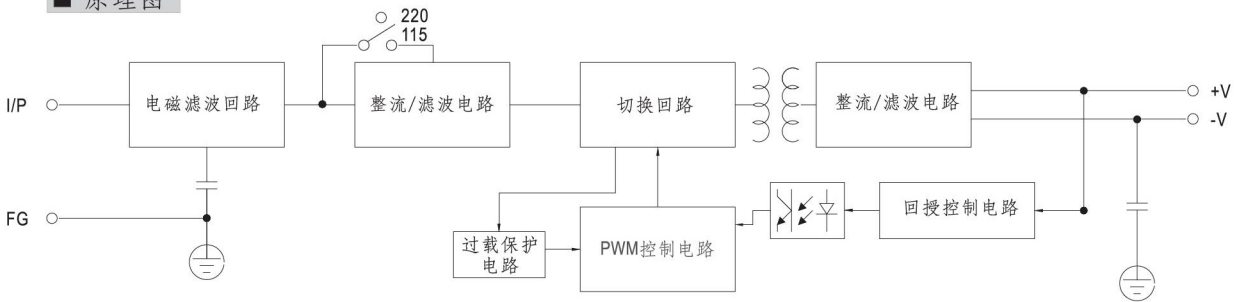 ■ 原理图
220
115
I/P
电磁滤波回路
整流/滤波电路
切换回路
整流/滤波电路
+V
-V
FG
过载保护
电路
PWM控制电路
回授控制电路